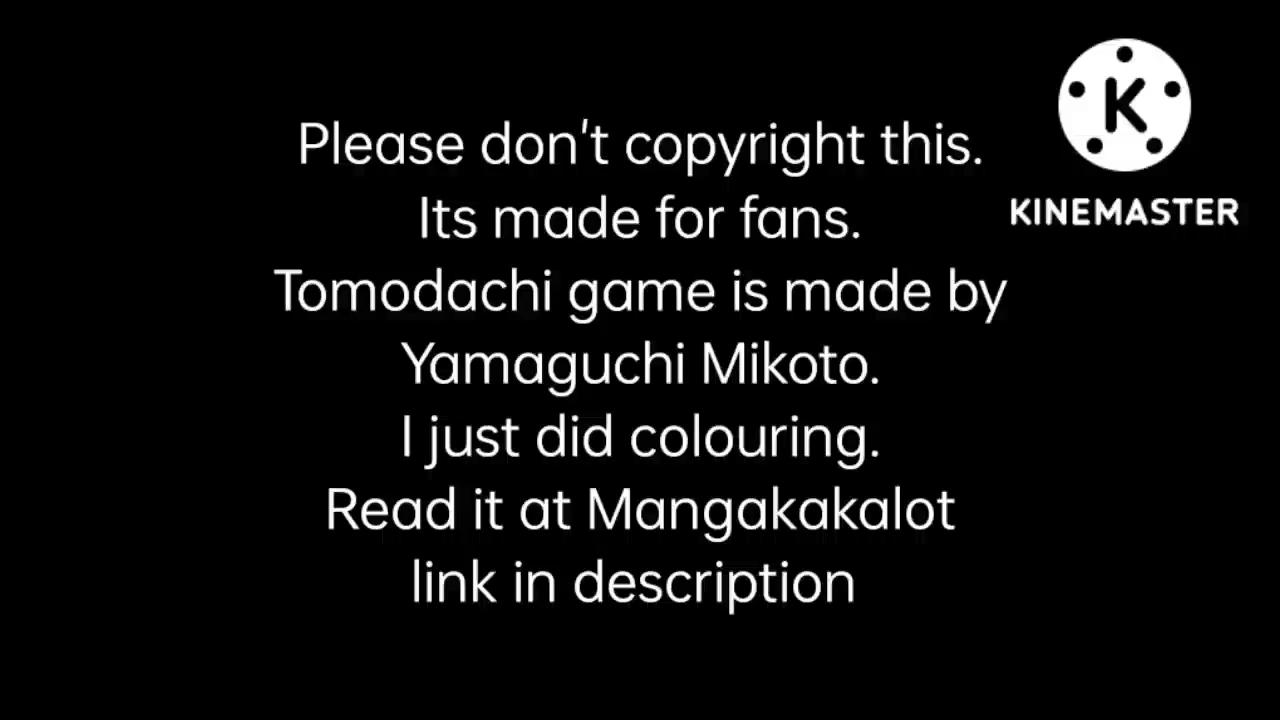 Please don't copyright this.
Its made for fans.
Tomodachi game is made by
Yamaguchi Mikoto.
I just did colouring.
Read it at Mangakakalot
link in description
K
KINEMASTER